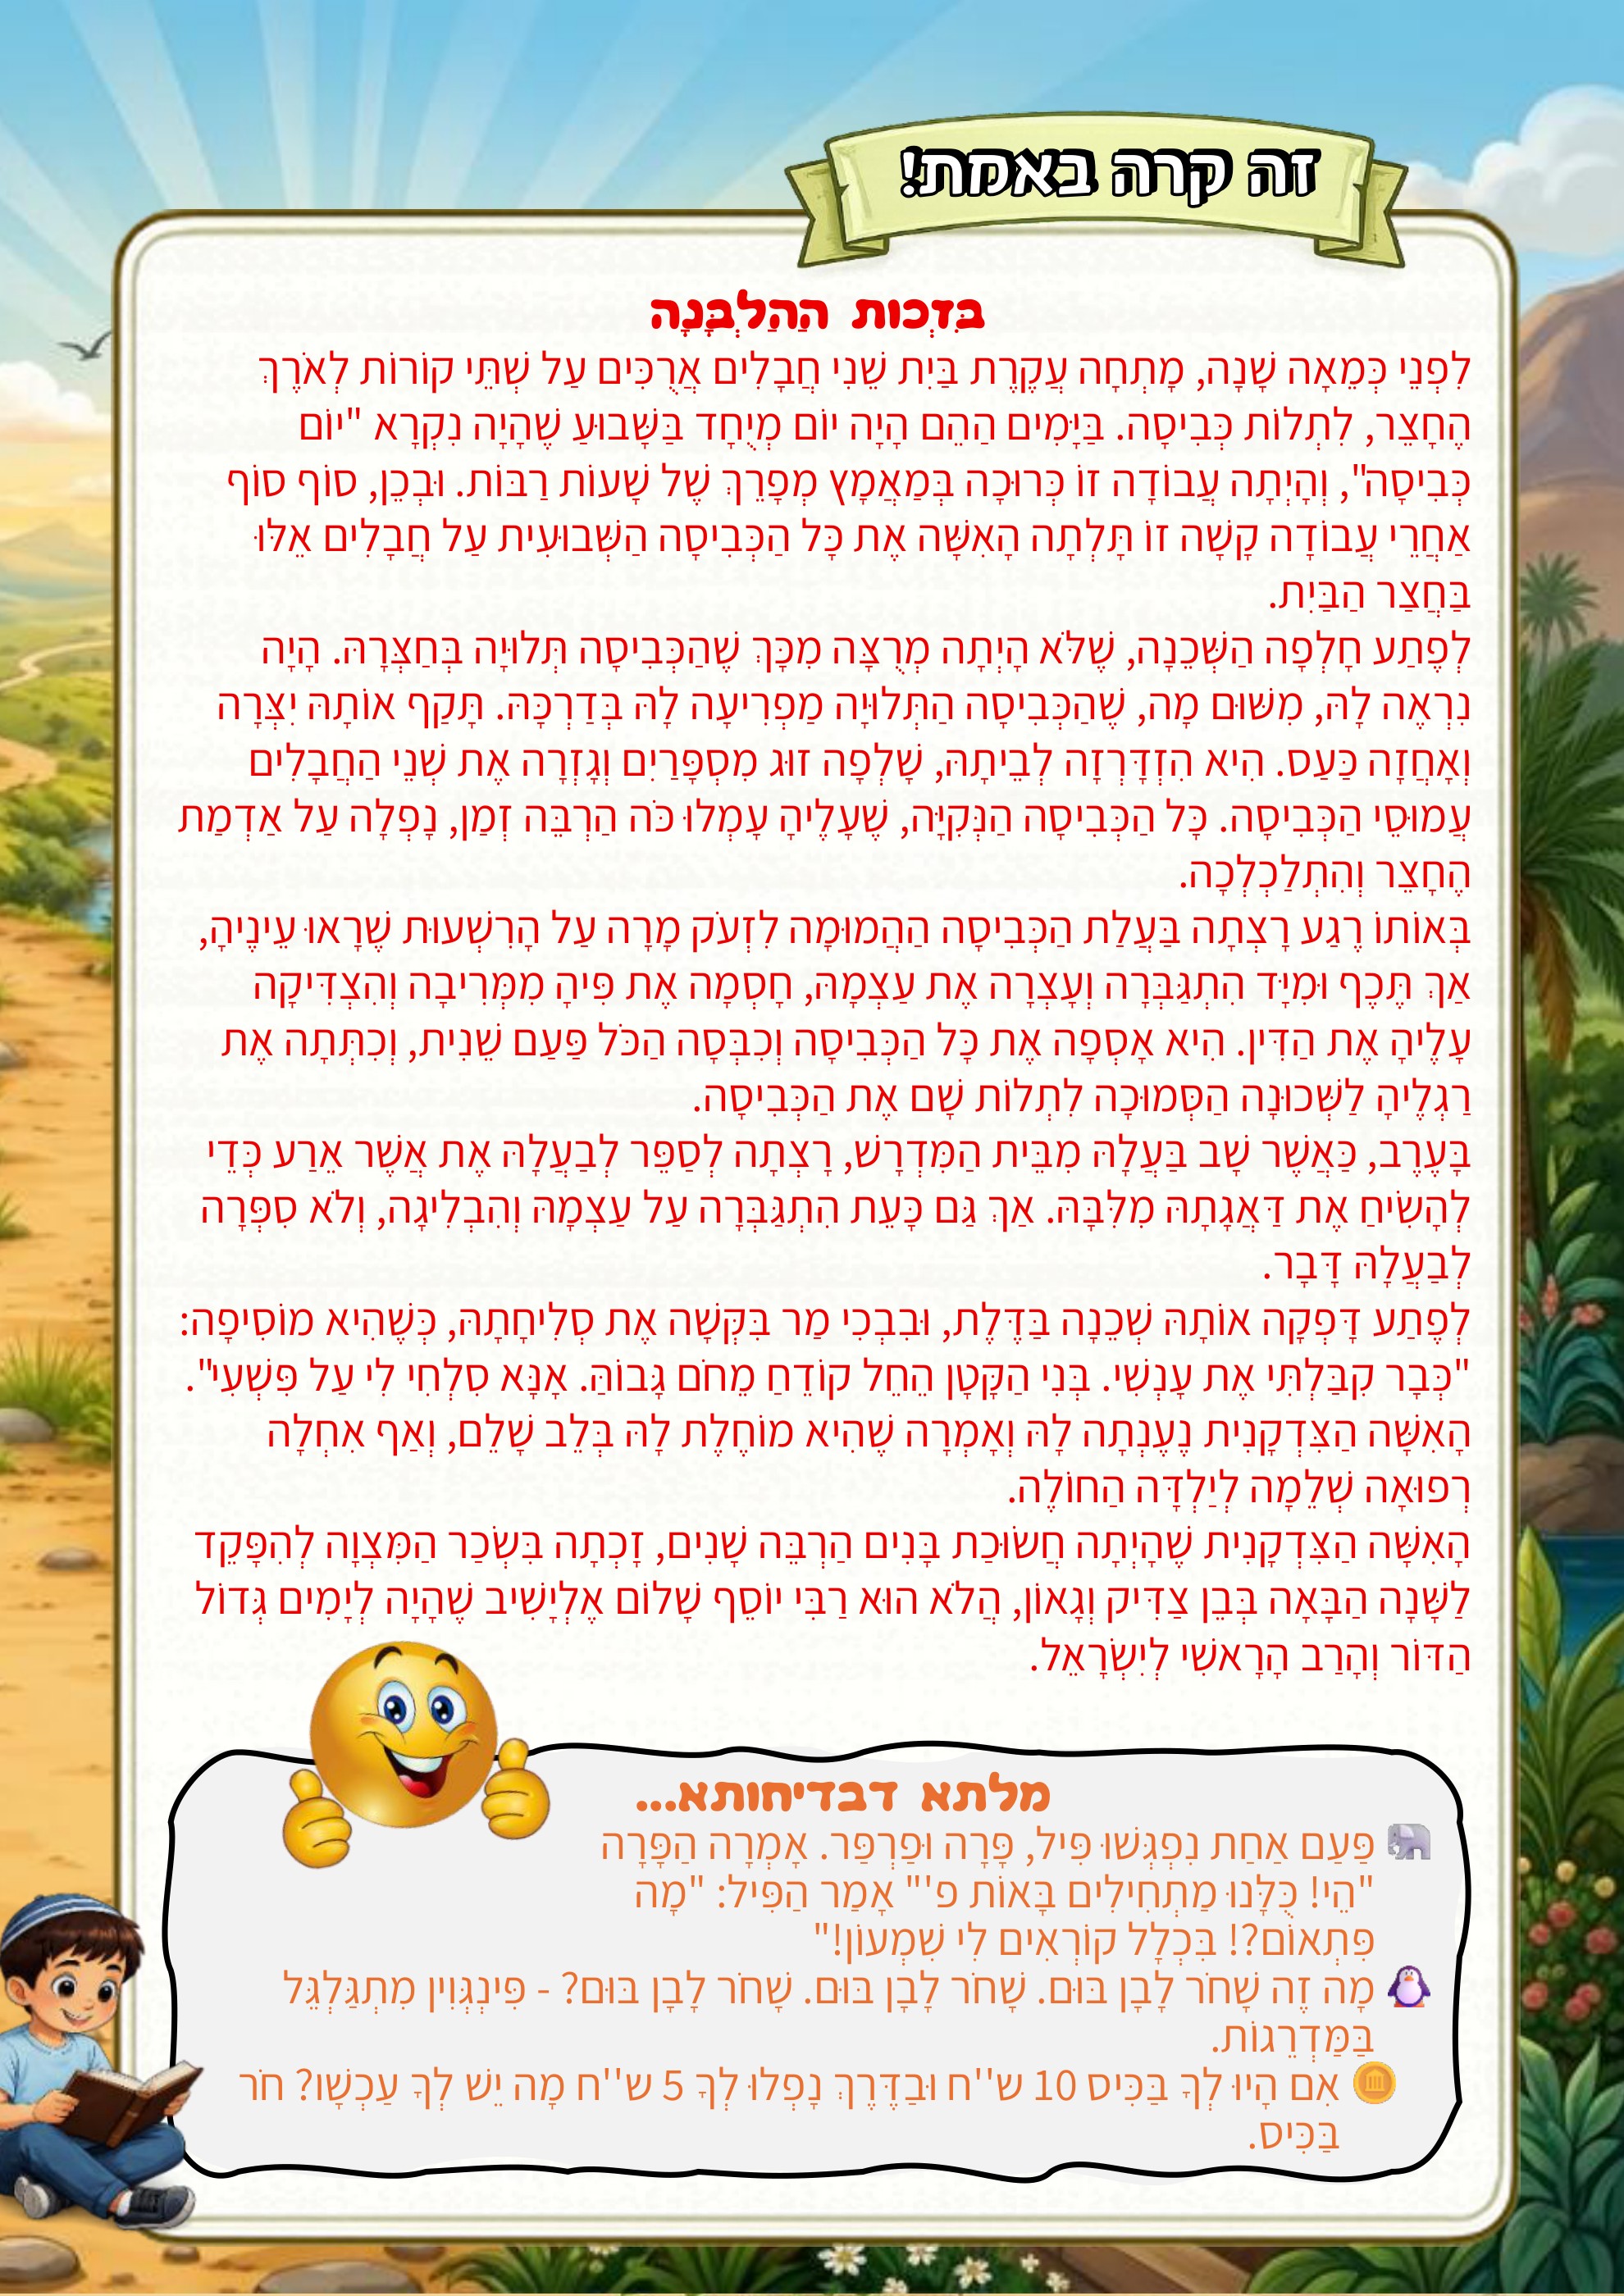 זה קרה באמת!
בִּזְכוּת הַהַלְבָּנָה
לִפְנֵי כְּמֵאָה שָׁנָה, מָתְחָה עֲקֶרֶת בַּיִת שְׁנֵי חֲבָלִים אֲרֻכִּים עַל שְׁתֵּי קוֹרוֹת לְאֹרֶךְ
הֶחָצֵר, לִתְלוֹת כְּבִיסָה. בַּיָּמִים הַהֵם הָיָה יוֹם מְיֻחָד בַּשָּׁבוּעַ שֶׁהָיָה נִקְרָא "יוֹם
כְּבִיסָה", וְהָיְתָה עֲבוֹדָה זוֹ כְּרוּכָה בְּמַאֲמָץ מְפָרֵךְ שֶׁל שָׁעוֹת רַבּוֹת. וּבְכֵן, סוֹף סוֹף
אַחֲרֵי עֲבוֹדָה קָשָׁה זוֹ תָּלְתָה הָאִשָּׁה אֶת כָּל הַכְּבִיסָה הַשְּׁבוּעִית עַל חֲבָלִים אֵלּוּ
בַּחֲצַר הַבַּיִת.
לְפֶתַע חָלְפָה הַשְּׁכֵנָה, שֶׁלֹּא הָיְתָה מְרֻצָּה מִכָּךְ שֶׁהַכְּבִיסָה תְּלוּיָה בְּחַצְּרָהּ. הָיָה
נִרְאֶה לָהּ, מִשּׁוּם מָה, שֶׁהַכְּבִיסָה הַתְּלוּיָה מַפְרִיעָה לָהּ בְּדַרְכָּהּ. תָּקַף אוֹתָהּ יִצְרָהּ
וְאָחֲזָה כַּעַס. הִיא הִזְדָּרְזָה לְבֵיתָהּ, שָׁלְפָה זוּג מִסְפָּרַיִם וְגָזְרָה אֶת שְׁנֵי הַחֲבָלִים
עֲמוּסֵי הַכְּבִיסָה. כָּל הַכְּבִיסָה הַנְּקִיָּה, שֶׁעָלֶיהָ עָמְלוּ כֹּה הַרְבֵּה זְמַן, נָפְלָה עַל אַדְמַת
הֶחָצֵר וְהִתְלַכְלְכָה.
בְּאוֹתוֹ רֶגַע רָצְתָה בַּעֲלַת הַכְּבִיסָה הַהֲמוּמָה לִזְעֹק מָרָה עַל הָרִשְׁעוּת שֶׁרָאוּ עֵינֶיהָ,
אַךְ תֶּכֶף וּמִיָּד הִתְגַּבְּרָה וְעָצְרָה אֶת עַצְמָהּ, חָסְמָה אֶת פִּיהָ מִמְּרִיבָה וְהִצְדִּיקָה
עָלֶיהָ אֶת הַדִּין. הִיא אָסְפָה אֶת כָּל הַכְּבִיסָה וְכִבְּסָה הַכֹּל פַּעַם שֵׁנִית, וְכִתְּתָה אֶת
רַגְלֶיהָ לַשְּׁכוּנָה הַסְּמוּכָה לִתְלוֹת שָׁם אֶת הַכְּבִיסָה.
בָּעֶרֶב, כַּאֲשֶׁר שָׁב בַּעֲלָהּ מִבֵּית הַמִּדְרָשׁ, רָצְתָה לְסַפֵּר לְבַעֲלָהּ אֶת אֲשֶׁר אֵרַע כְּדֵי
לְהָשִׂיחַ אֶת דַּאֲגָתָהּ מִלִּבָּהּ. אַךְ גַּם כָּעֵת הִתְגַּבְּרָה עַל עַצְמָהּ וְהִבְלִיגָה, וְלֹא סִפְּרָה
לְבַעֲלָהּ דָּבָר.
לְפֶתַע דָּפְקָה אוֹתָהּ שְׁכֵנָה בַּדֶּלֶת, וּבִבְכִי מַר בִּקְּשָׁה אֶת סְלִיחָתָהּ, כְּשֶׁהִיא מוֹסִיפָה:
"כְּבָר קִבַּלְתִּי אֶת עָנְשִׁי. בְּנִי הַקָּטָן הֵחֵל קוֹדֵחַ מֵחֹם גָּבוֹהַּ. אָנָּא סִלְחִי לִי עַל פִּשְׁעִי".
הָאִשָּׁה הַצִּדְקָנִית נֶעֶנְתָה לָהּ וְאָמְרָה שֶׁהִיא מוֹחֶלֶת לָהּ בְּלֵב שָׁלֵם, וְאַף אִחְלָה
רְפוּאָה שְׁלֵמָה לְיַלְדָּהּ הַחוֹלֶה.
הָאִשָּׁה הַצִּדְקָנִית שֶׁהָיְתָה חֲשׂוּכַת בָּנִים הַרְבֵּה שָׁנִים, זָכְתָה בִּשְׂכַר הַמִּצְוָה לְהִפָּקֵד
לַשָּׁנָה הַבָּאָה בְּבֵן צַדִּיק וְגָאוֹן, הֲלֹא הוּא רַבִּי יוֹסֵף שָׁלוֹם אֶלְיָשִׁיב שֶׁהָיָה לְיָמִים גְּדוֹל
הַדּוֹר וְהָרַב הָרָאשִׁי לְיִשְׂרָאֵל.
מלתא דבדיחותא...
פַּעַם אַחַת נִפְגְּשׁוּ פִּיל, פָּרָה וּפַרְפַּר. אָמְרָה הַפָּרָה
"הֵי! כֻּלָּנוּ מַתְחִילִים בָּאוֹת פ'" אָמַר הַפִּיל: "מָה
פִּתְאוֹם?! בִּכְלָל קוֹרְאִים לִי שִׁמְעוֹן!"
מָה זֶה שָׁחֹר לָבָן בּוּם. שָׁחֹר לָבָן בּוּם. שָׁחֹר לָבָן בּוּם? - פִּינְגְּוִין מִתְגַּלְגֵּל
בַּמַּדְרֵגוֹת.
אִם הָיוּ לְךָ בַּכִּיס 10 ש''ח וּבַדֶּרֶךְ נָפְלוּ לְךָ 5 ש''ח מָה יֵשׁ לְךָ עַכְשָׁו? חֹר
בַּכִּיס.